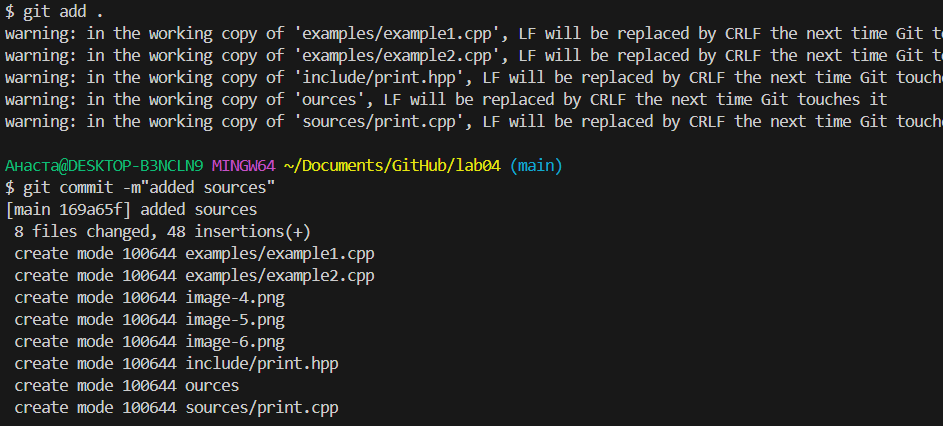 $ git add .
warning: in the working copy of 'examples/example1.cpp', LF will be replaced by CRLF the next time Git to
warning: in the working copy of 'examples/example2.cpp', LF will be replaced by CRLF the next time Git to
warning: in the working copy of 'include/print.hpp', LF will be replaced by CRLF the next time Git touches
warning: in the working copy of 'ources', LF will be replaced by CRLF the next time Git touches it
warning: in the working copy of 'sources/print.cpp', LF will be replaced by CRLF the next time Git touche
Анаста@DESKTOP-B3NCLN9 MINGW64 ~/Documents/GitHub/lab04 (main)
$ git commit -m"added sources"
[main 169a65f] added sources
8 files changed, 48 insertions(+)
create mode 100644 examples/example1.cpp
create mode 100644 examples/example2.cpp
create mode 100644 image-4.png
create mode 100644 image-5.png
create mode 100644 image-6.png
create mode 100644 include/print.hpp
create mode 100644 ources
create mode 100644 sources/print.cpp